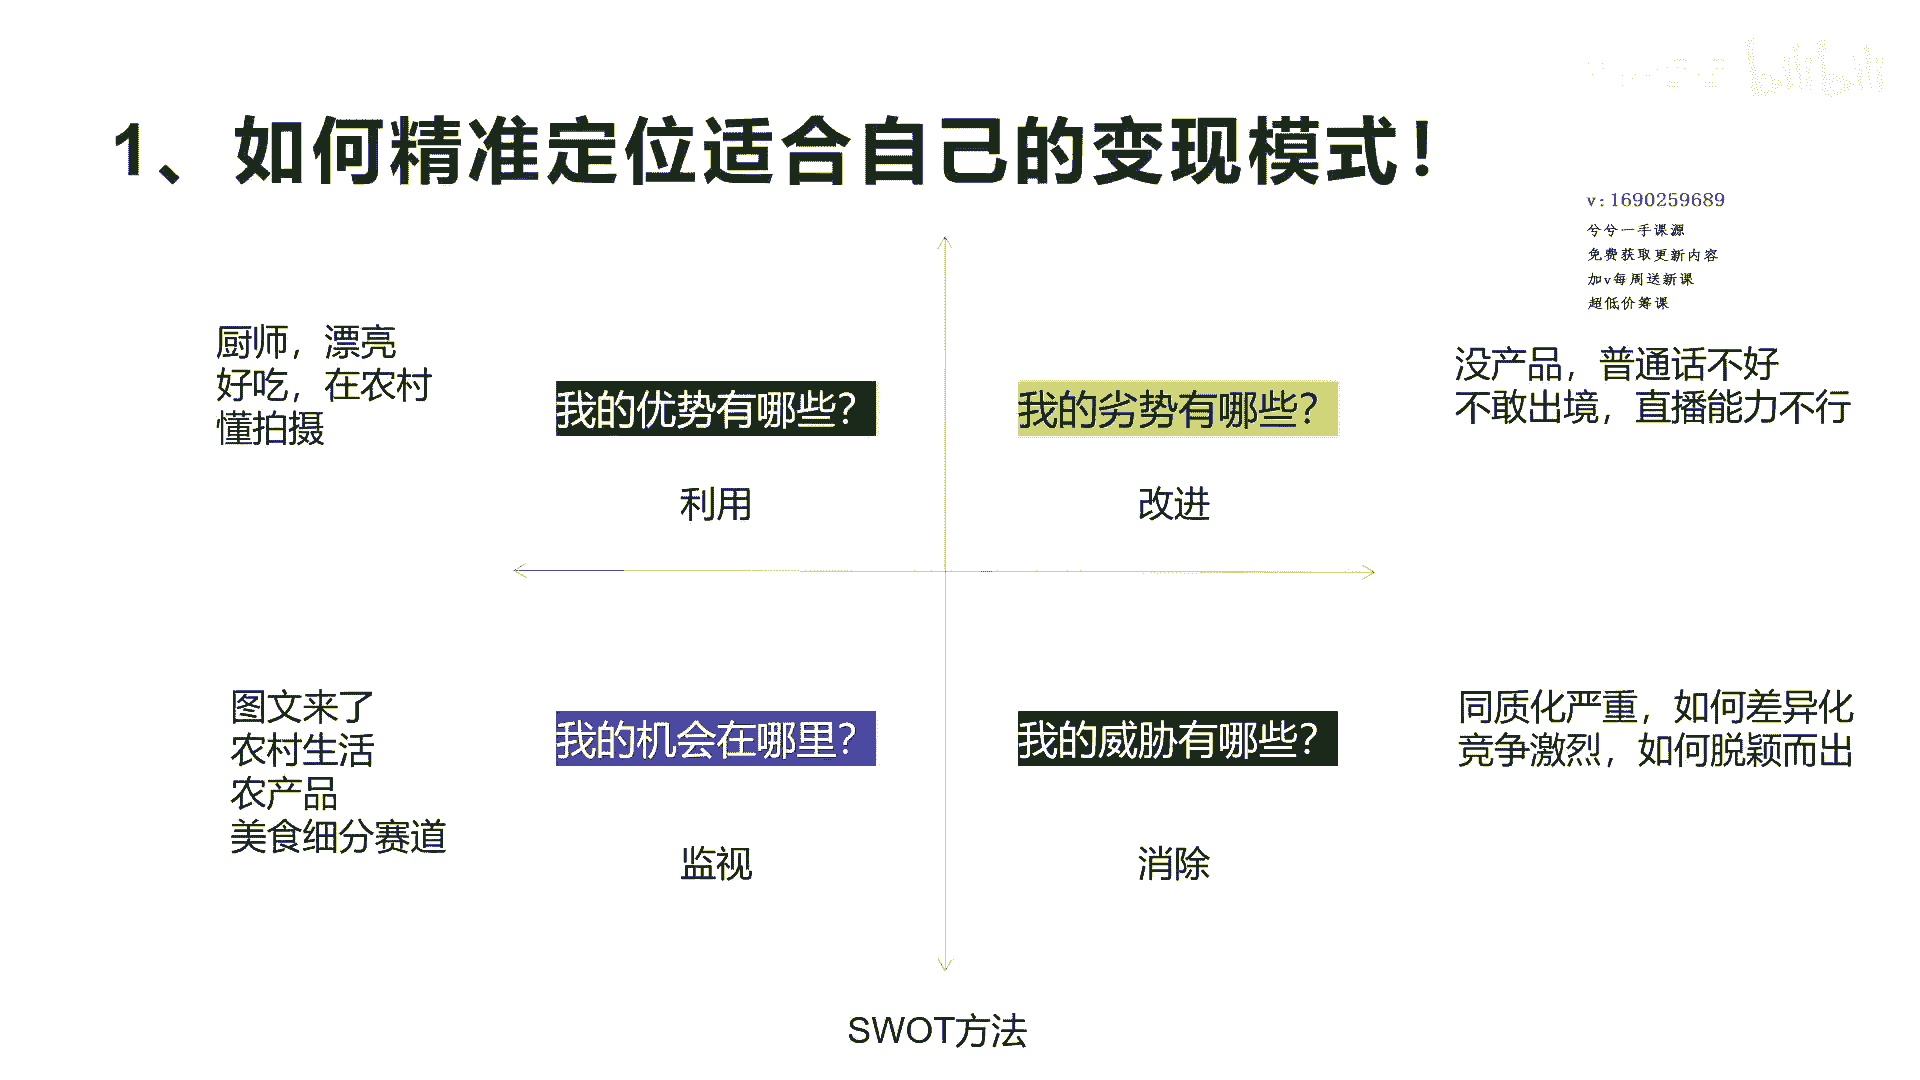 bilibili
1、如何精准定位适合自己的变现模式！
v:1690259689
兮兮一手课源
免费获取更新内容
加v每周送新课
超低价筹课
厨师，漂亮
好吃，在农村
懂拍摄
我的优势有哪些？
利用
我的劣势有哪些？
改进
没产品，普通话不好
不敢出境，直播能力不行
图文来了
农村生活
农产品
美食细分赛道
我的机会在哪里？
监视
我的威胁有哪些？
消除
同质化严重，如何差异化
竞争激烈，如何脱颖而出
SWOT方法